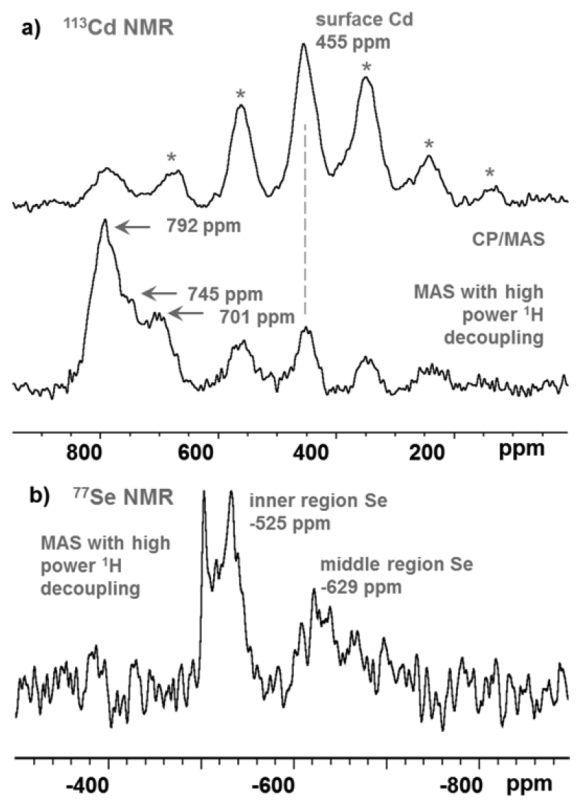 a)
¹¹³Cd NMR
surface Cd
455 ppm
*
*
*
*
*
792 ppm
745 ppm
701 ppm
CP/MAS
MAS with high
power ¹H
decoupling
800 600 400 200 ppm
b)
⁷⁷Se NMR
MAS with high
power ¹H
decoupling
inner region Se
-525 ppm
middle region Se
-629 ppm
-400 -600 -800 ppm